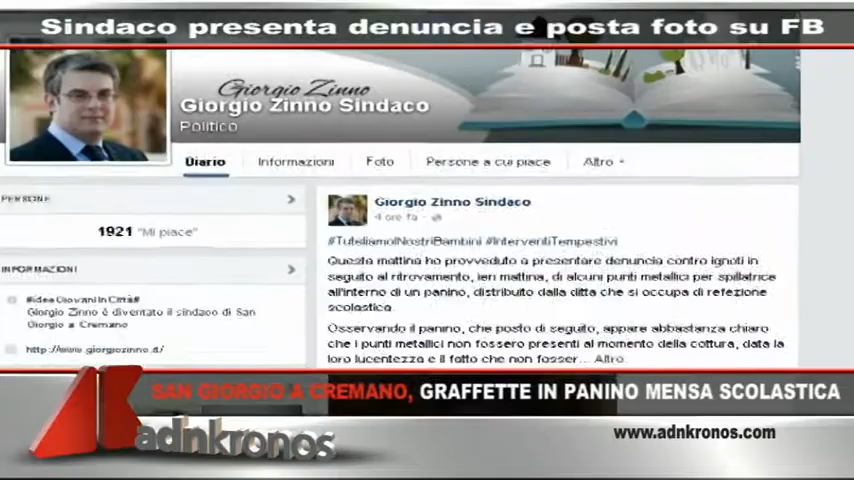 Sindaco presenta denuncia e posta foto su FB
Giorgio Zinno
Giorgio Zinno Sindaco
Politico
Diario Informazioni Foto Persone a cui piace Altro
PERSONE
1921 "Mi piace"
INFORMAZIONI
#IdeeGiovaniInCittà#
Giorgio Zinno è diventato il sindaco di San
Giorgio a Cremano
http://www.giorgiozinno.it/
Giorgio Zinno Sindaco
4 ore fa
#TuteliamoINostriBambini #InterventiTempestivi
Questa mattina ho provveduto a presentare denuncia contro ignoti in
seguito al ritrovamento, ieri mattina, di alcuni punti metallici per spillatrice
all'interno di un panino, distribuito dalla ditta che si occupa di refezione
scolastica.
Osservando il panino, che posto di seguito, appare abbastanza chiaro
che i punti metallici non fossero presenti al momento della cottura, data la
loro lucentezza e il fatto che non fosser... Altro
SAN GIORGIO A CREMANO, GRAFFETTE IN PANINO MENSA SCOLASTICA
adnkronos
www.adnkronos.com